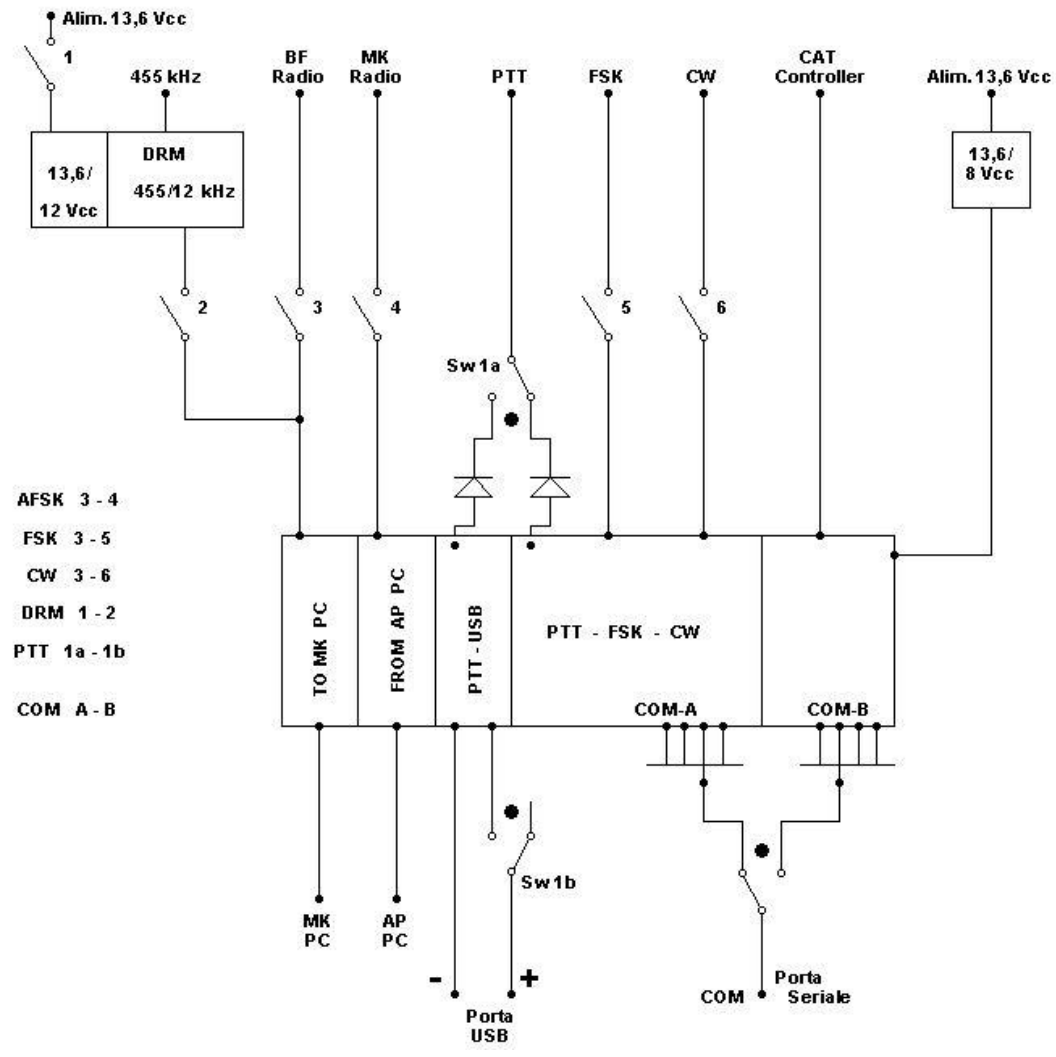 Alim. 13,6 Vcc
1
455 kHz
BF
Radio
MK
Radio
PTT
FSK
CW
CAT
Controller
Alim. 13,6 Vcc
13,6/
12 Vcc
DRM
455/12 kHz
13,6/
8 Vcc
2
3
4
5
6
Sw1a
AFSK 3 - 4
FSK 3 - 5
CW 3 - 6
DRM 1 - 2
PTT 1a - 1b
COM A - B
TO MK PC
FROM AP PC
PTT - USB
PTT - FSK - CW
COM-A
COM-B
Sw1b
MK
PC
AP
PC
-
+
Porta
USB
COM
Porta
Seriale